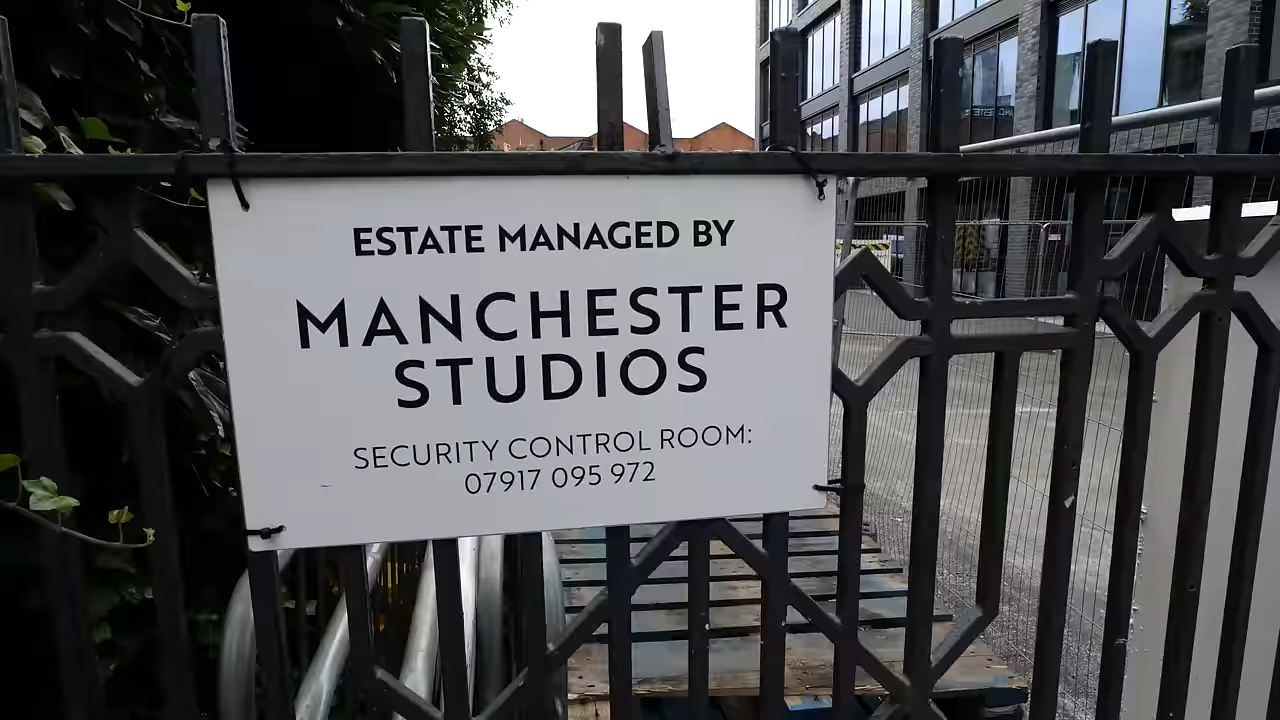 ESTATE MANAGED BY
MANCHESTER
STUDIOS
SECURITY CONTROL ROOM:
07917 095 972